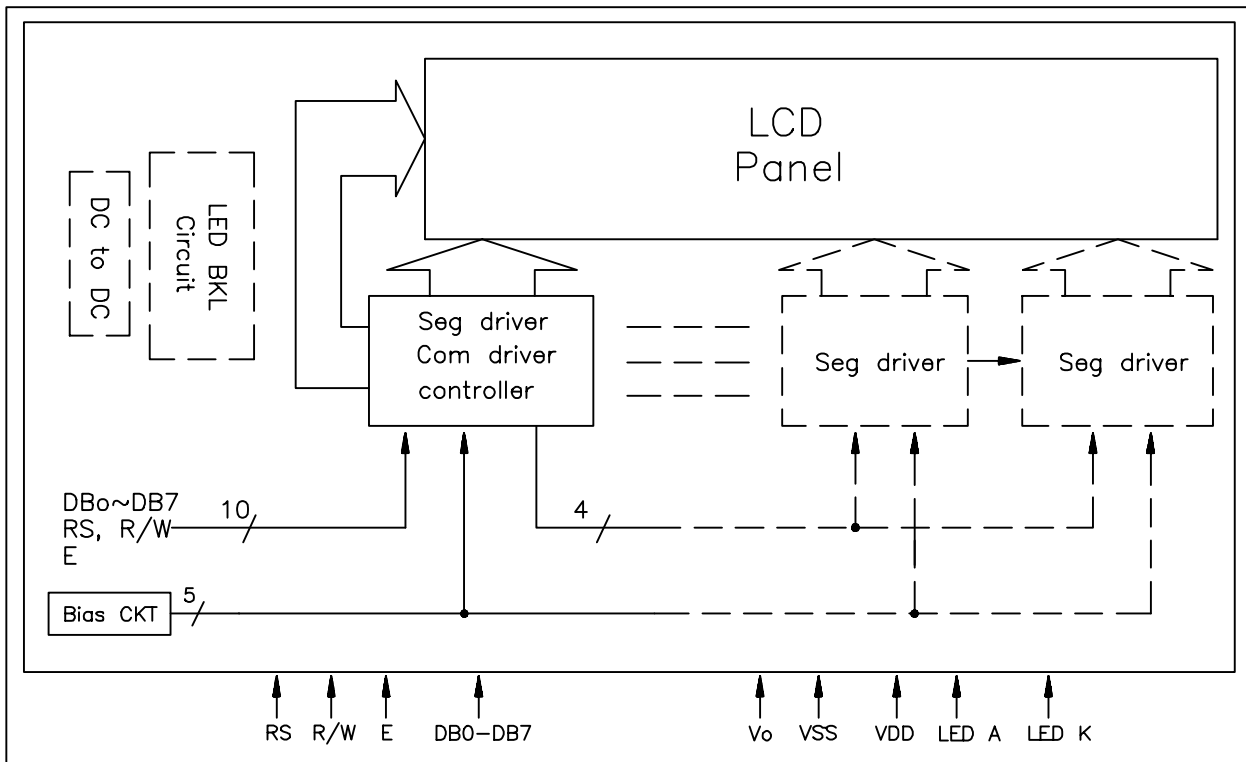 LCD
Panel
DC to DC
LED BKL
Circuit
Seg driver
Com driver
controller
Seg driver
Seg driver
DBo~DB7
RS, R/W
E
10
4
Bias CKT
5
RS R/W E DB0-DB7 Vo VSS VDD LED A LED K